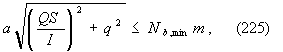 a √((QS/I)² + q²) ≤ N_b,min m, (225)